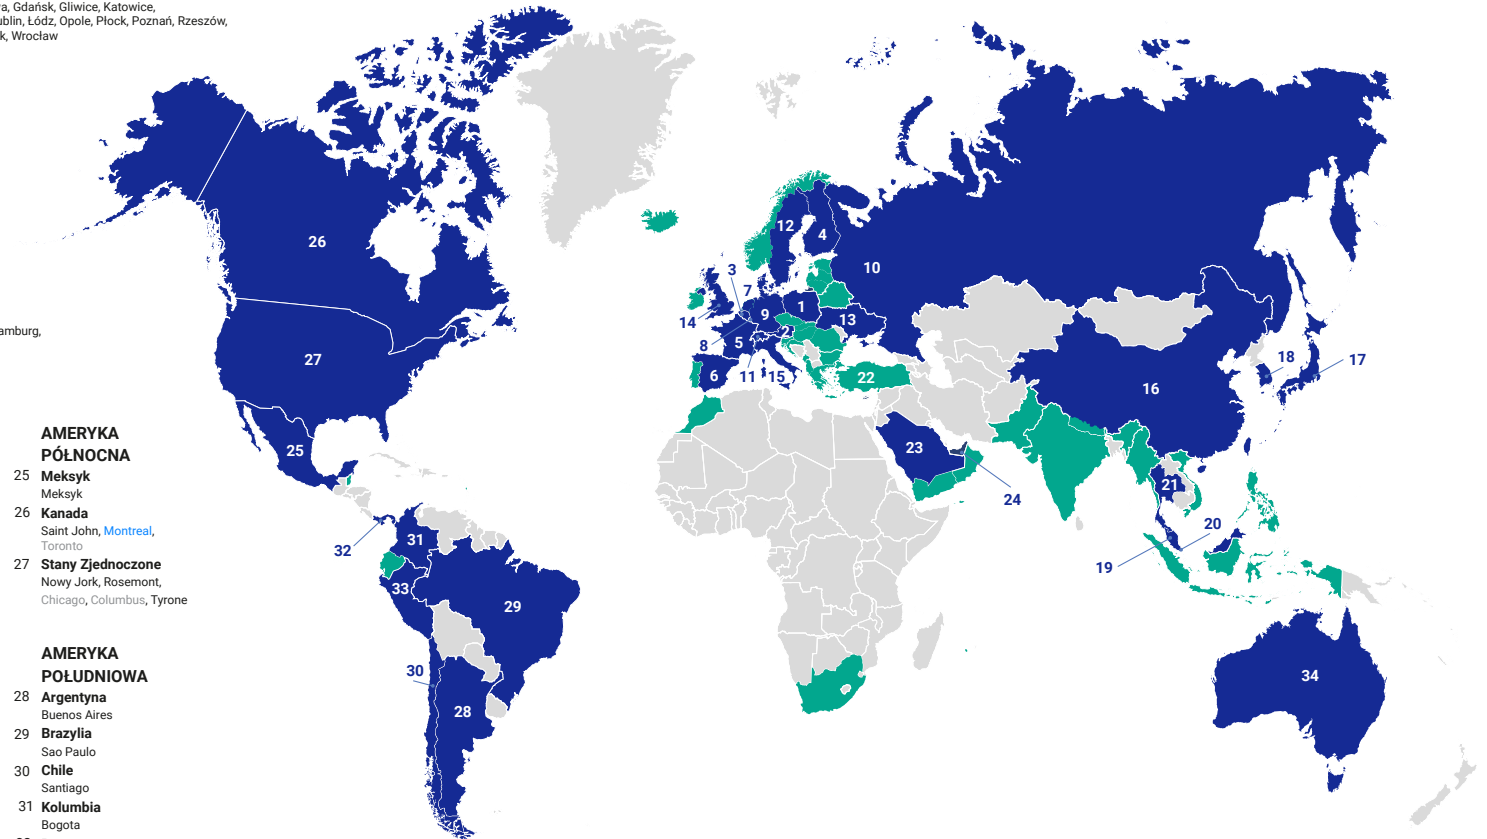 a, Gdańsk, Gliwice, Katowice,
ublin, Łódz, Opole, Płock, Poznań, Rzeszów,
k, Wrocław
amburg,
AMERYKA
PÓŁNOCNA
25 Meksyk
Meksyk
26 Kanada
Saint John, Montreal,
Toronto
27 Stany Zjednoczone
Nowy Jork, Rosemont,
Chicago, Columbus, Tyrone
AMERYKA
POŁUDNIOWA
28 Argentyna
Buenos Aires
29 Brazylia
Sao Paulo
30 Chile
Santiago
31 Kolumbia
Bogota
26
27
25
32
31
33
29
30
28
12
4
3
7
10
14
9
1
13
8
5
2
6
11
15
22
23
24
16
18
17
21
20
19
34